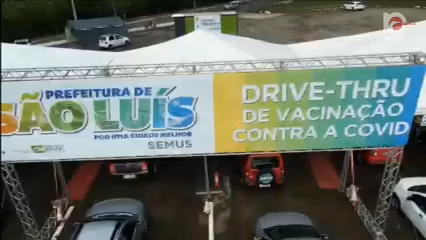 PREFEITURA DE
SÃO LUÍS
POR UMA CIDADE MELHOR
SEMUS
DRIVE-THRU
DE VACINAÇÃO
CONTRA A COVID